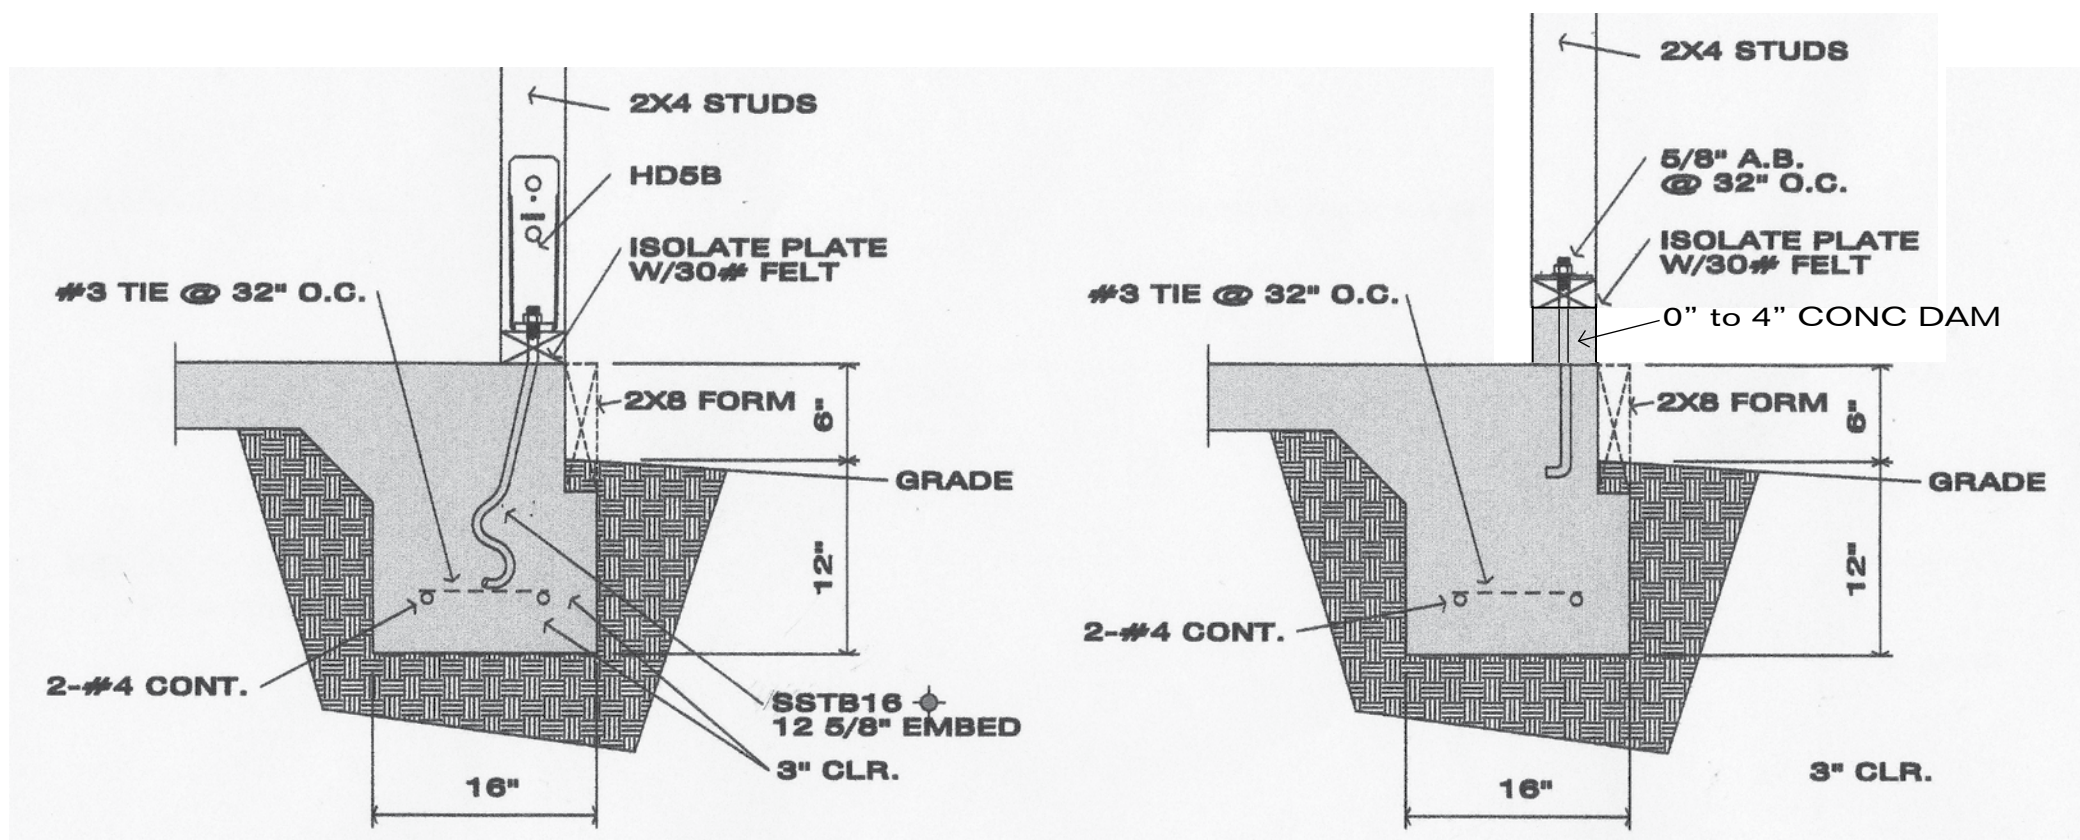 2X4 STUDS
HD5B
ISOLATE PLATE
W/30# FELT
#3 TIE @ 32" O.C.
2X8 FORM
6"
GRADE
12"
2-#4 CONT.
SSTB16
12 5/8" EMBED
3" CLR.
16"
2X4 STUDS
5/8" A.B.
@ 32" O.C.
ISOLATE PLATE
W/30# FELT
#3 TIE @ 32" O.C.
0” to 4” CONC DAM
2X8 FORM
6"
GRADE
12"
2-#4 CONT.
3" CLR.
16"